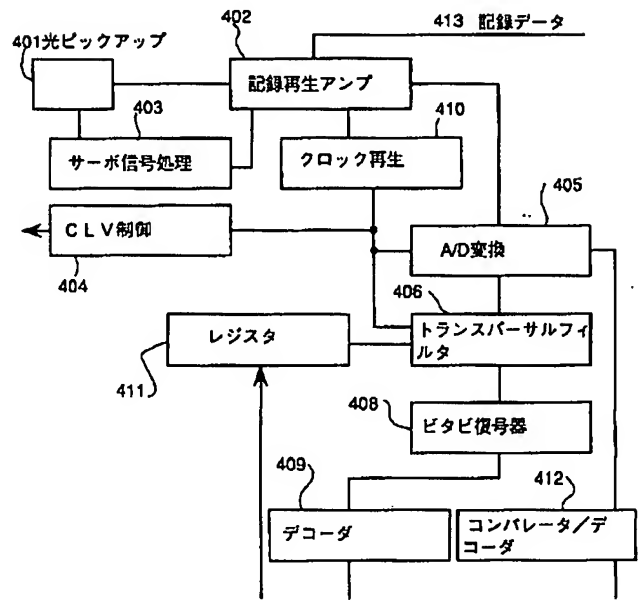 402
413 記録データ
401光ピックアップ
記録再生アンプ
403
410
サーボ信号処理
クロック再生
405
CLV制御
A/D変換
404
406
レジスタ
トランスバーサルフィ
ルタ
411
408
ビタビ復号器
409
412
デコーダ
コンパレータ/デ
コーダ